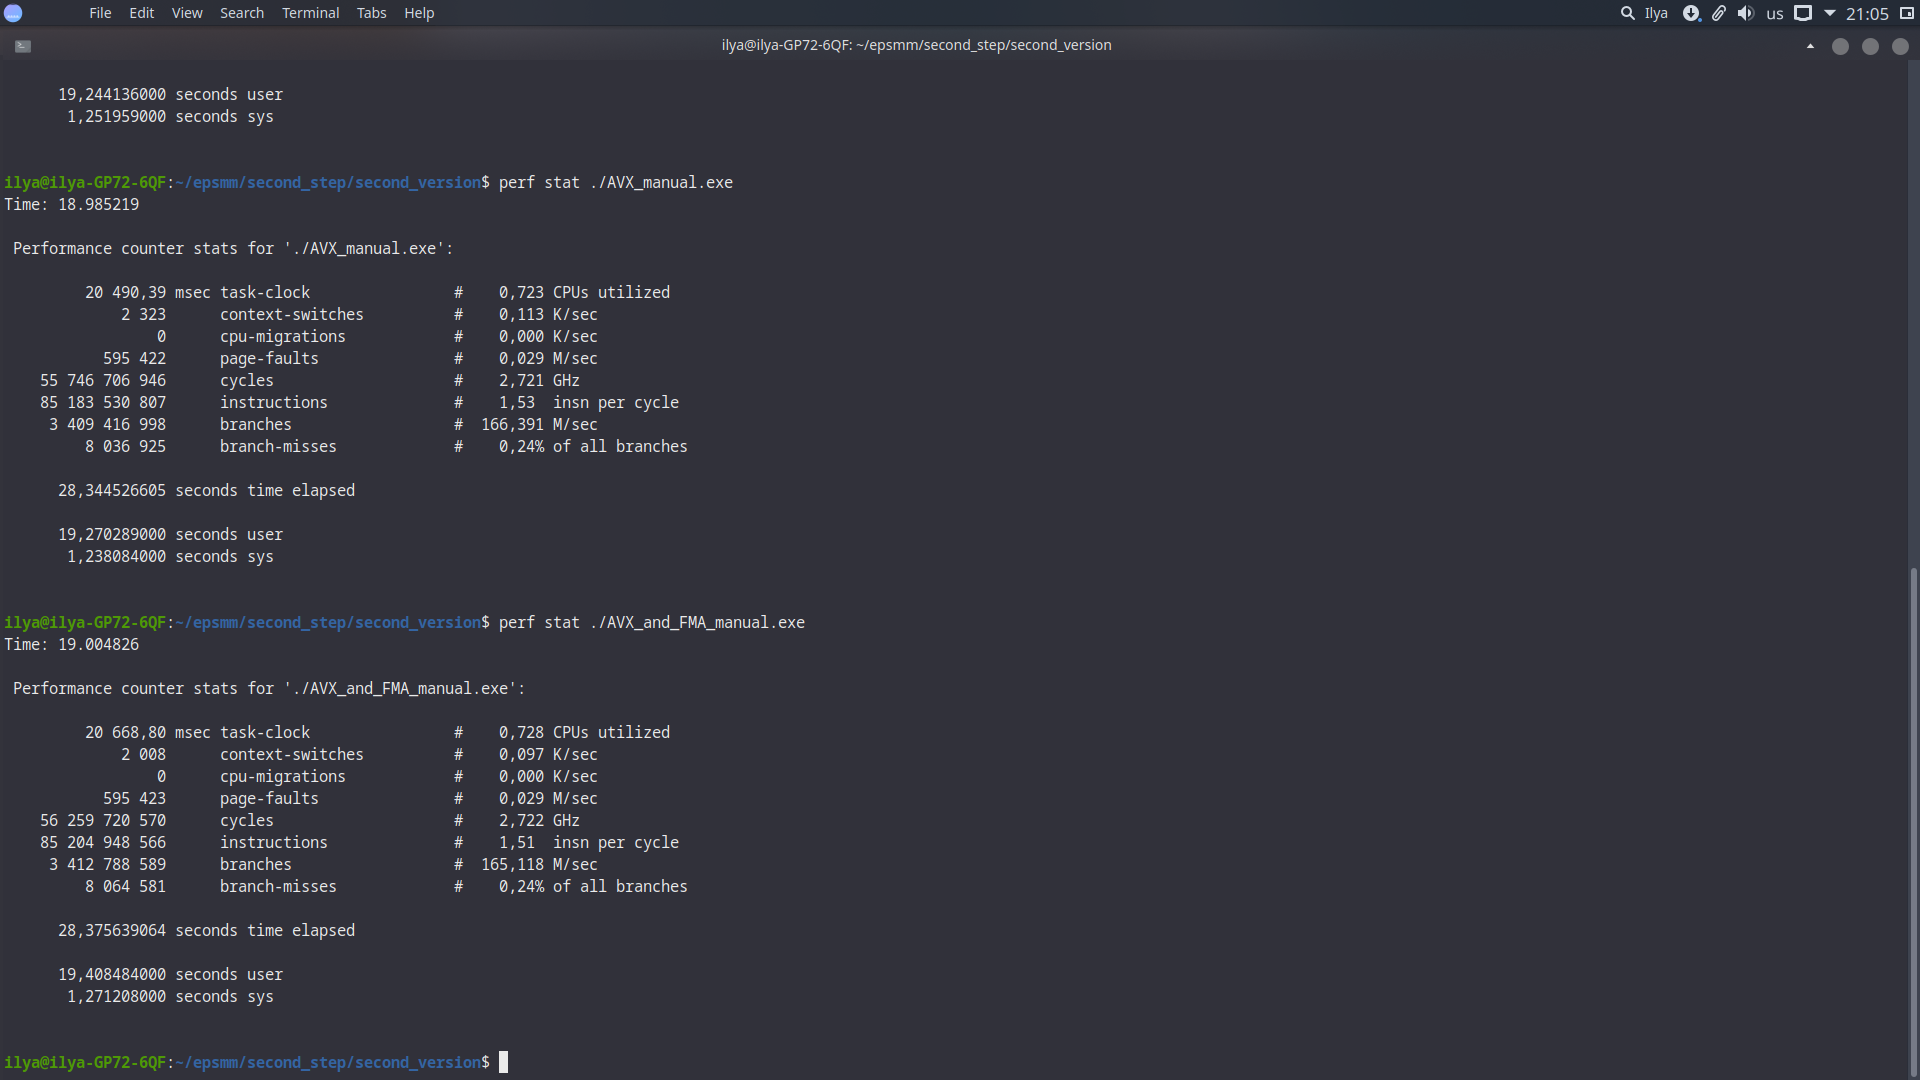 File Edit View Search Terminal Tabs Help Ilya us 21:05
ilya@ilya-GP72-6QF: ~/epsmm/second_step/second_version
19,244136000 seconds user
1,251959000 seconds sys
ilya@ilya-GP72-6QF:~/epsmm/second_step/second_version$ perf stat ./AVX_manual.exe
Time: 18.985219
Performance counter stats for './AVX_manual.exe':
20 490,39 msec task-clock # 0,723 CPUs utilized
2 323 context-switches # 0,113 K/sec
0 cpu-migrations # 0,000 K/sec
595 422 page-faults # 0,029 M/sec
55 746 706 946 cycles # 2,721 GHz
85 183 530 807 instructions # 1,53 insn per cycle
3 409 416 998 branches # 166,391 M/sec
8 036 925 branch-misses # 0,24% of all branches
28,344526605 seconds time elapsed
19,270289000 seconds user
1,238084000 seconds sys
ilya@ilya-GP72-6QF:~/epsmm/second_step/second_version$ perf stat ./AVX_and_FMA_manual.exe
Time: 19.004826
Performance counter stats for './AVX_and_FMA_manual.exe':
20 668,80 msec task-clock # 0,728 CPUs utilized
2 008 context-switches # 0,097 K/sec
0 cpu-migrations # 0,000 K/sec
595 423 page-faults # 0,029 M/sec
56 259 720 570 cycles # 2,722 GHz
85 204 948 566 instructions # 1,51 insn per cycle
3 412 788 589 branches # 165,118 M/sec
8 064 581 branch-misses # 0,24% of all branches
28,375639064 seconds time elapsed
19,408484000 seconds user
1,271208000 seconds sys
ilya@ilya-GP72-6QF:~/epsmm/second_step/second_version$